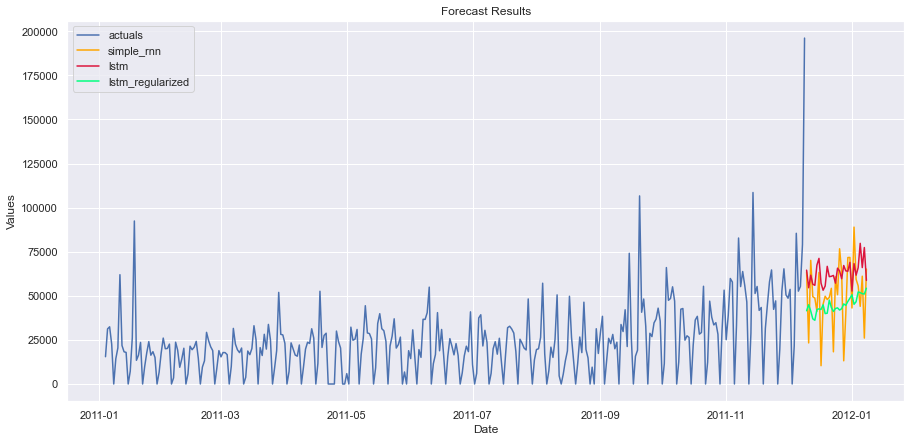 Forecast Results
actuals
simple_rnn
lstm
lstm_regularized
200000
175000
150000
125000
100000
75000
50000
25000
0
Values
2011-01
2011-03
2011-05
2011-07
2011-09
2011-11
2012-01
Date